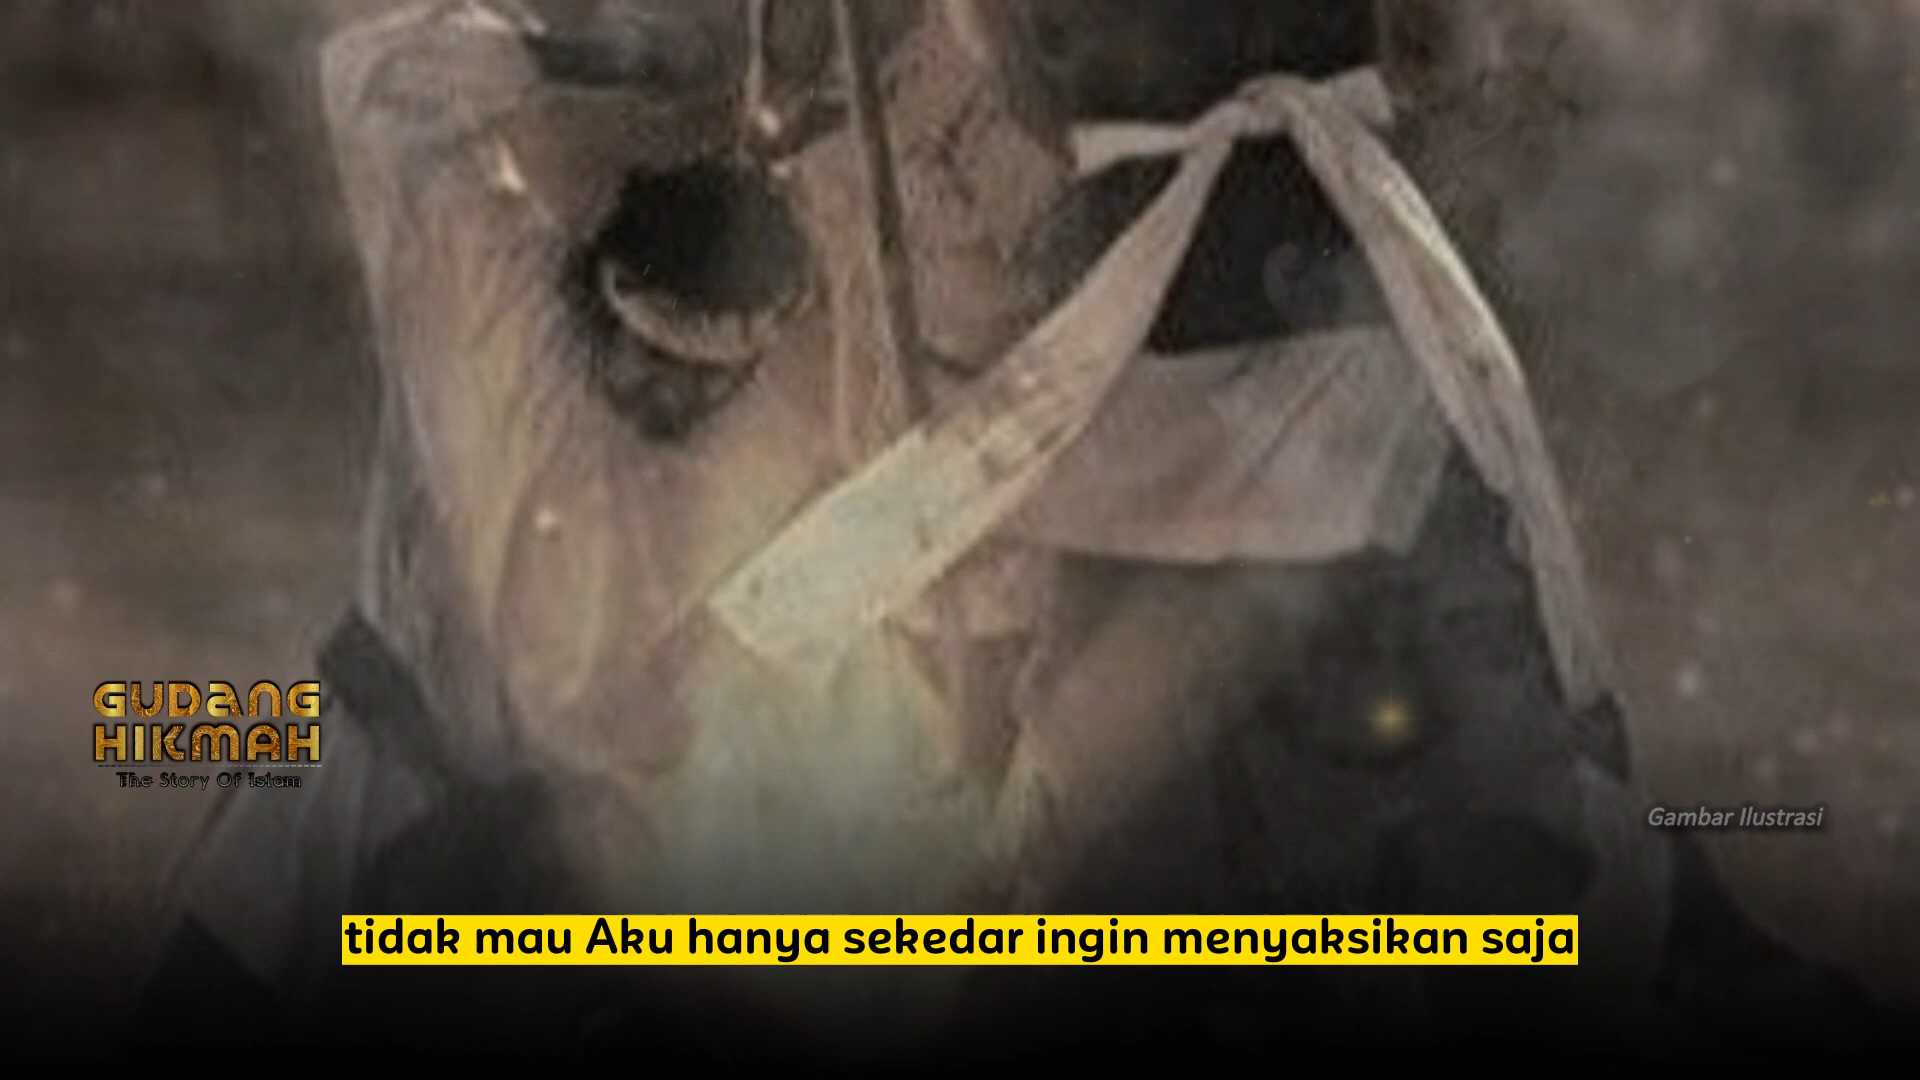 GUDANG
HIKMAH
The Story Of Islam
Gambar Ilustrasi
tidak mau Aku hanya sekedar ingin menyaksikan saja